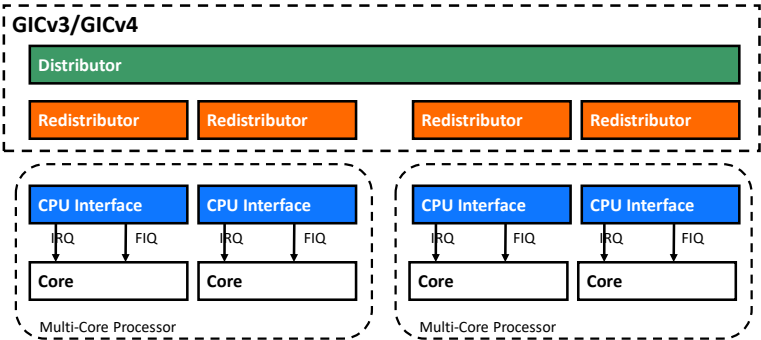 GICv3/GICv4
Distributor
Redistributor Redistributor Redistributor Redistributor
CPU Interface CPU Interface CPU Interface CPU Interface
IRQ FIQ IRQ FIQ IRQ FIQ IRQ FIQ
Core Core Core Core
Multi-Core Processor Multi-Core Processor